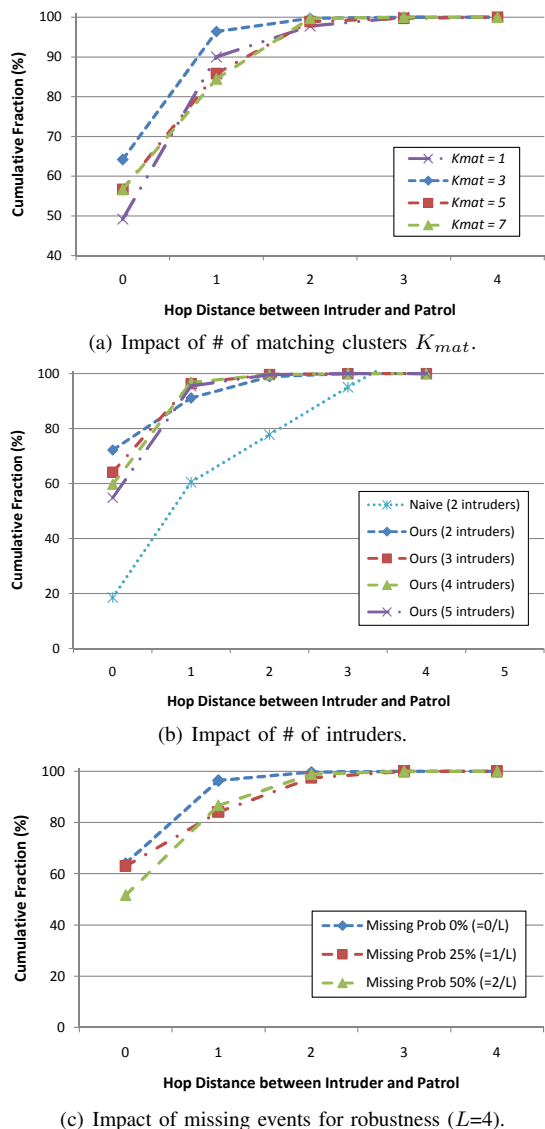 100
90
80
70
60
50
40
Cumulative Fraction (%)
Kmat = 1
Kmat = 3
Kmat = 5
Kmat = 7
0 1 2 3 4
Hop Distance between Intruder and Patrol
(a) Impact of # of matching clusters K_mat.
100
80
60
40
20
0
Cumulative Fraction (%)
Naive (2 intruders)
Ours (2 intruders)
Ours (3 intruders)
Ours (4 intruders)
Ours (5 intruders)
0 1 2 3 4 5
Hop Distance between Intruder and Patrol
(b) Impact of # of intruders.
100
80
60
40
20
0
Cumulative Fraction (%)
Missing Prob 0% (=0/L)
Missing Prob 25% (=1/L)
Missing Prob 50% (=2/L)
0 1 2 3 4
Hop Distance between Intruder and Patrol
(c) Impact of missing events for robustness (L=4).